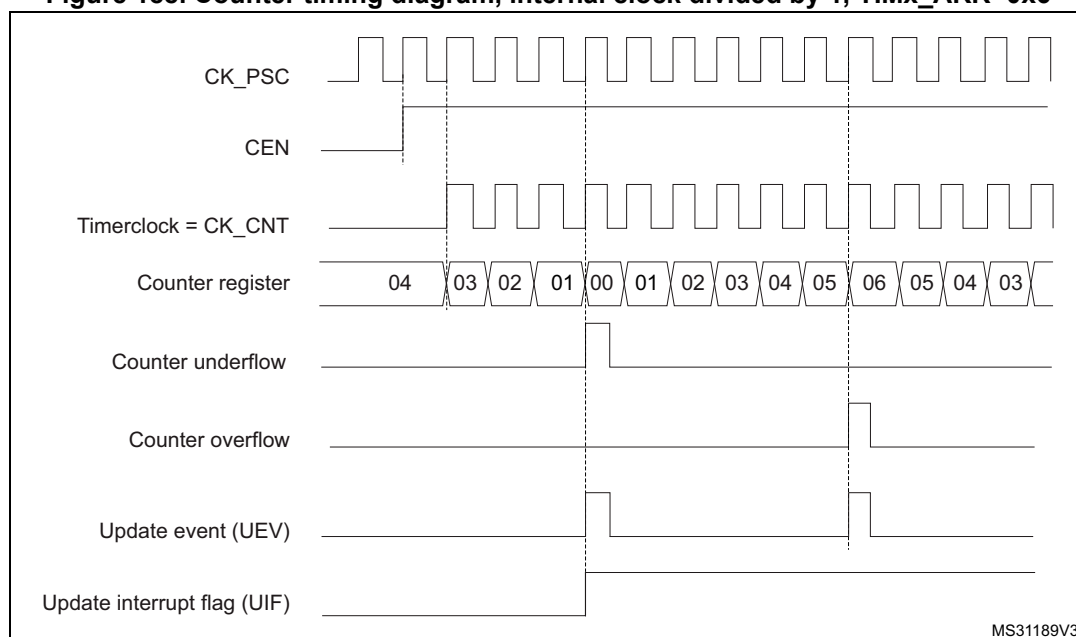 CK_PSC
CEN
Timerclock = CK_CNT
Counter register 04 03 02 01 00 01 02 03 04 05 06 05 04 03
Counter underflow
Counter overflow
Update event (UEV)
Update interrupt flag (UIF)
MS31189V3